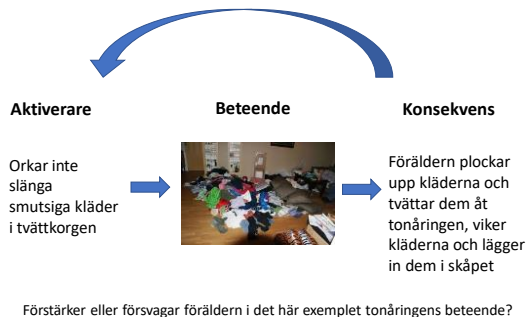 Aktiverare
Beteende
Konsekvens
Orkar inte
slänga
smutsiga kläder
i tvättkorgen
Föräldern plockar
upp kläderna och
tvättar dem åt
tonåringen, viker
kläderna och lägger
in dem i skåpet
Förstärker eller försvagar föräldern i det här exemplet tonåringens beteende?